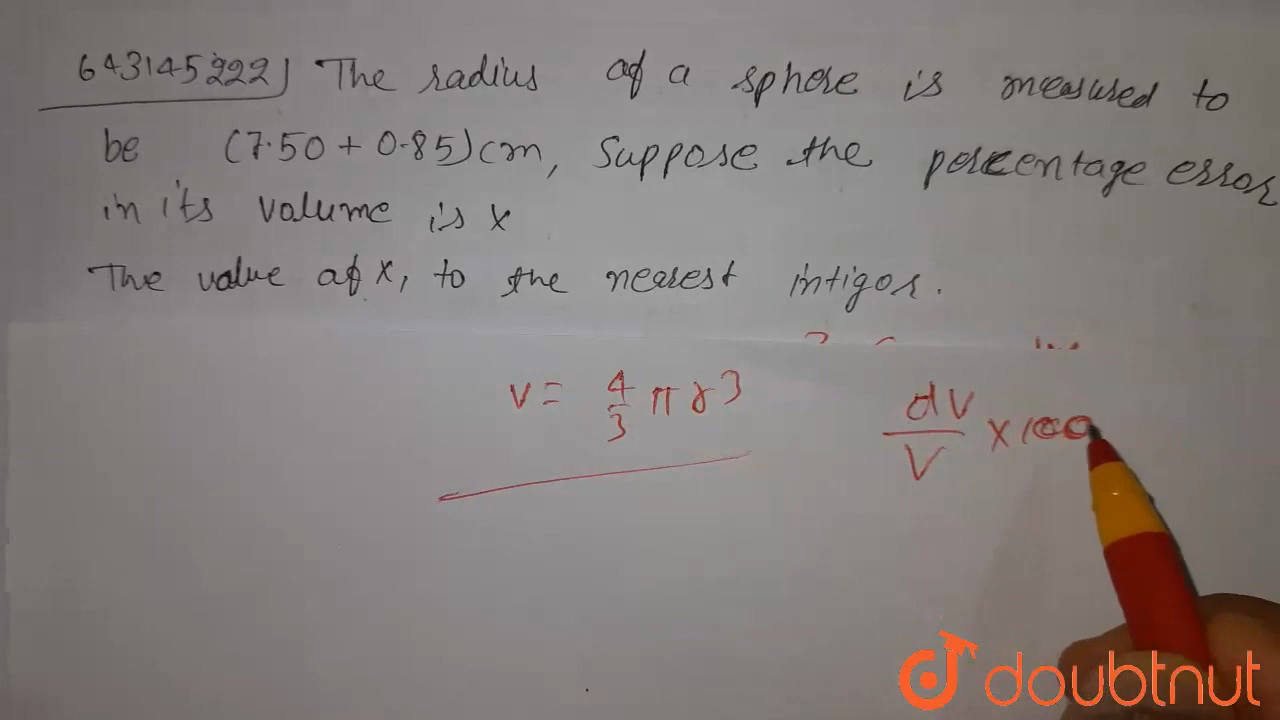 643145222) The radius of a sphere is measured to
be (7.50 + 0.85) cm, Suppose the percentage error
in its volume is x
The value of x, to the nearest intigor.
V = 4/3 π r 3
dV/V × 100
doubtnut